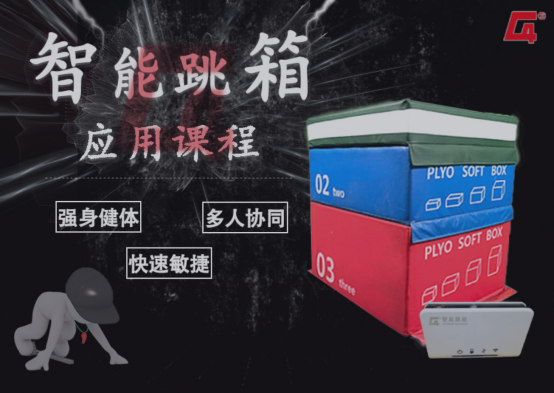 智能跳箱
应用课程
强身健体
多人协同
快速敏捷
PLYO SOFT BOX
02 two
PLYO SOFT BOX
03 three